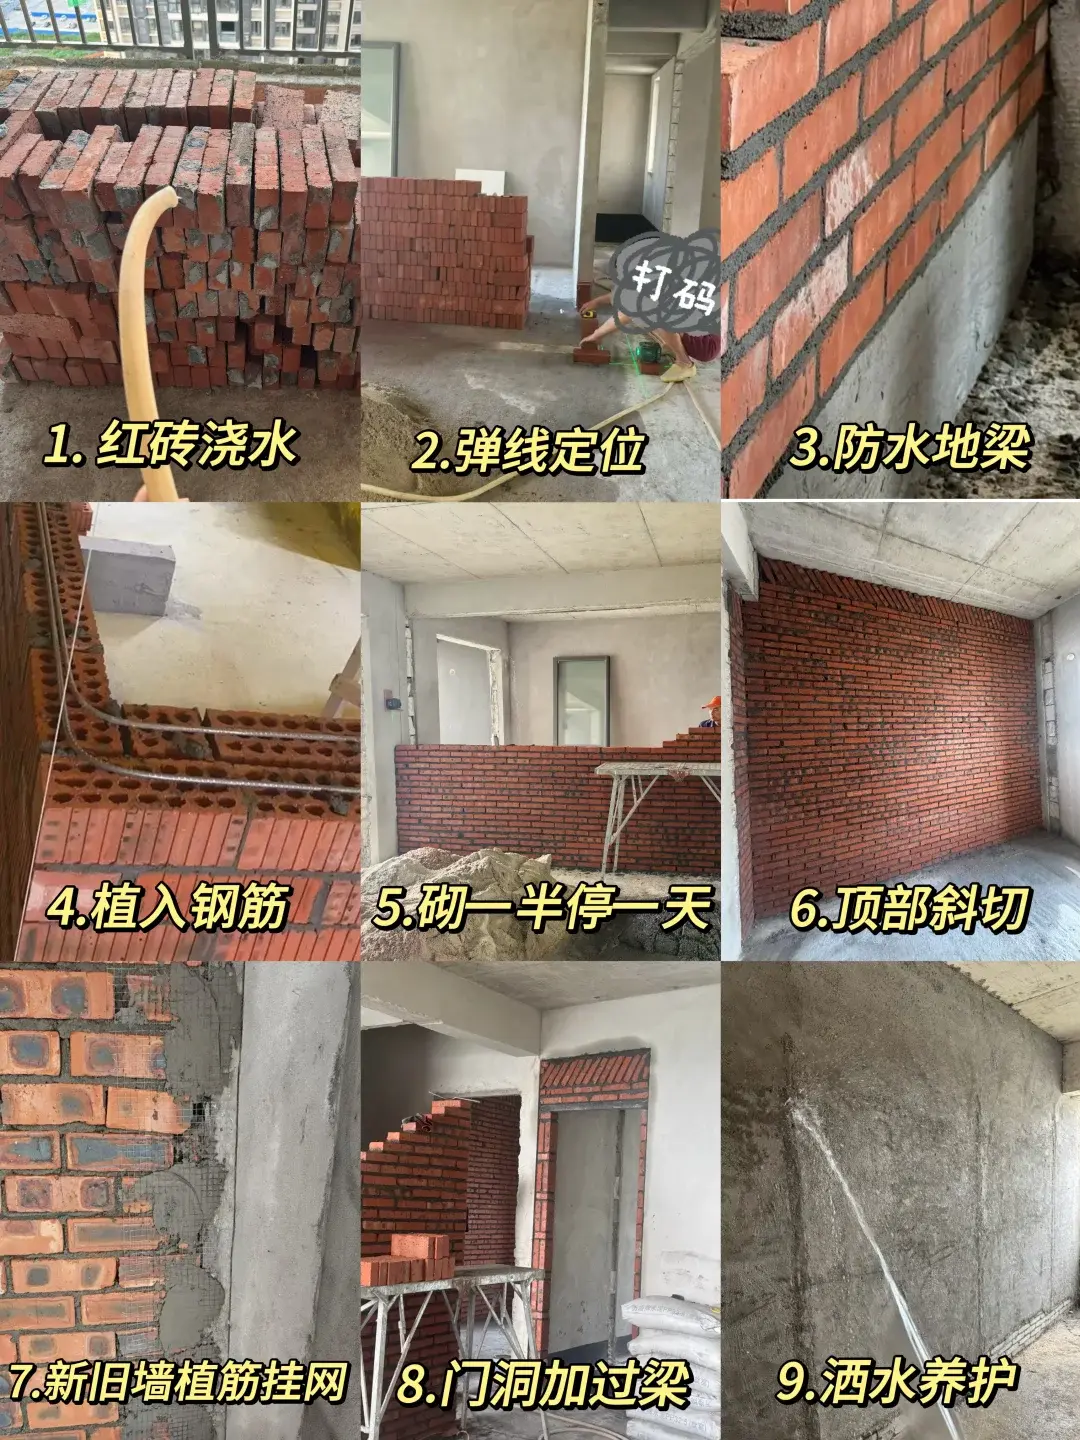 打码
1. 红砖浇水
2.弹线定位
3.防水地梁
4.植入钢筋
5.砌一半停一天
6.顶部斜切
7.新旧墙植筋挂网
8.门洞加过梁
9.洒水养护